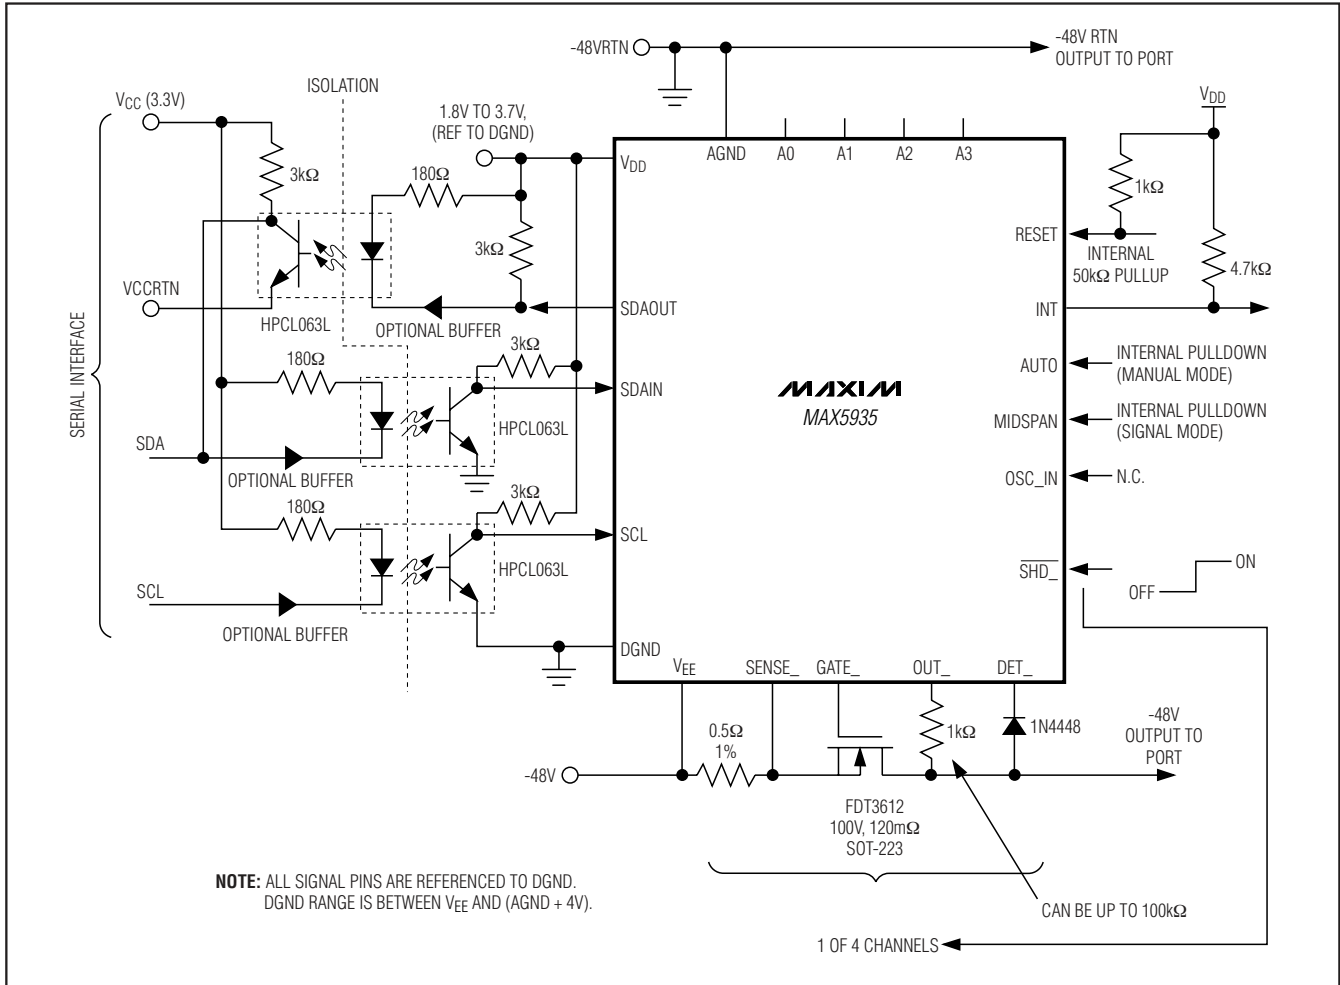 -48VRTN
-48V RTN
OUTPUT TO PORT
ISOLATION
VCC (3.3V)
1.8V TO 3.7V,
(REF TO DGND)
VDD
VDD
AGND
A0
A1
A2
A3
3kΩ
180Ω
1kΩ
RESET
INTERNAL
50kΩ PULLUP
3kΩ
4.7kΩ
VCCRTN
HPCL063L
OPTIONAL BUFFER
SDAOUT
INT
SERIAL INTERFACE
180Ω
3kΩ
SDAIN
HPCL063L
MAXIM
MAX5935
AUTO
INTERNAL PULLDOWN
(MANUAL MODE)
MIDSPAN
INTERNAL PULLDOWN
(SIGNAL MODE)
SDA
OPTIONAL BUFFER
OSC_IN
N.C.
180Ω
3kΩ
SCL
HPCL063L
SHD_
OFF
ON
SCL
OPTIONAL BUFFER
DGND
VEE
SENSE_
GATE_
OUT_
DET_
0.5Ω
1%
1kΩ
1N4448
-48V
OUTPUT TO
PORT
-48V
FDT3612
100V, 120mΩ
SOT-223
NOTE: ALL SIGNAL PINS ARE REFERENCED TO DGND.
DGND RANGE IS BETWEEN VEE AND (AGND + 4V).
CAN BE UP TO 100kΩ
1 OF 4 CHANNELS